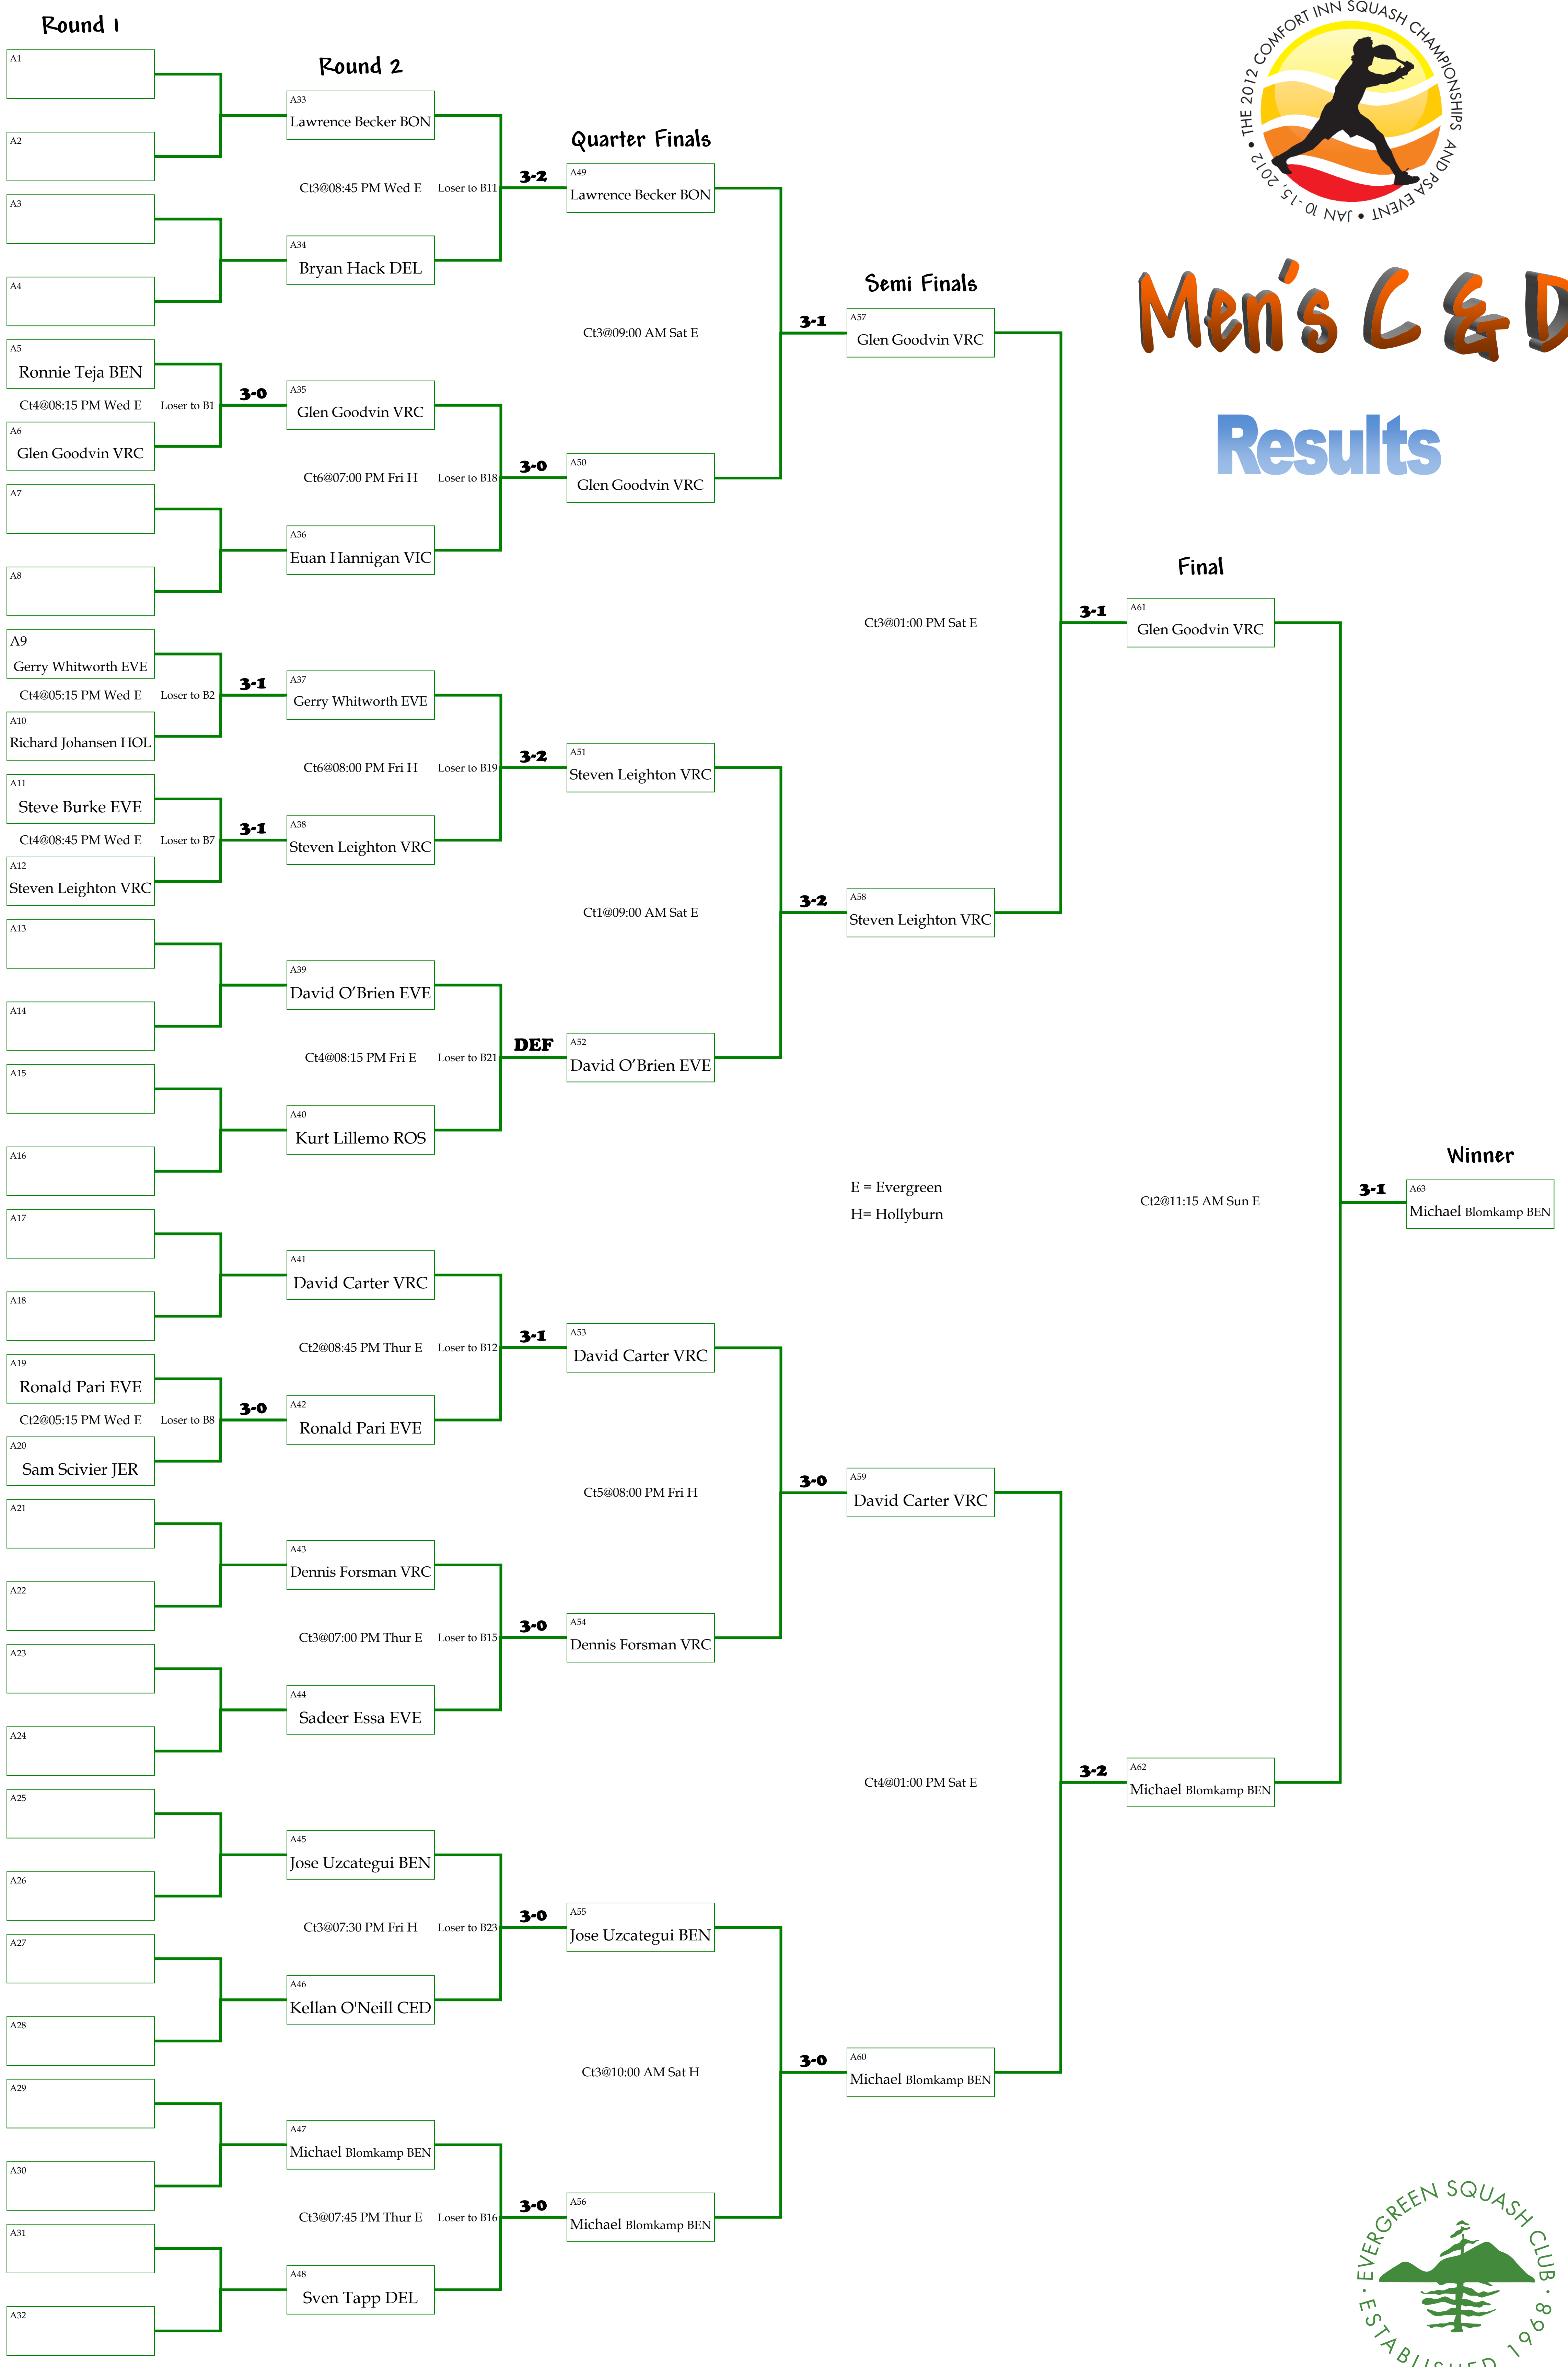 Round 1
A1
A2
A3
A4
A5
Ronnie Teja BEN
Ct4@08:15 PM Wed E Loser to B1
3-0
A6
Glen Goodvin VRC
A7
A8
A9
Gerry Whitworth EVE
Ct4@05:15 PM Wed E Loser to B2
3-1
A10
Richard Johansen HOL
A11
Steve Burke EVE
Ct4@08:45 PM Wed E Loser to B7
3-1
A12
Steven Leighton VRC
A13
A14
A15
A16
A17
A18
A19
Ronald Pari EVE
Ct2@05:15 PM Wed E Loser to B8
3-0
A20
Sam Scivier JER
A21
A22
A23
A24
A25
A26
A27
A28
A29
A30
A31
A32
Round 2
A33
Lawrence Becker BON
Ct3@08:45 PM Wed E Loser to B11
3-2
A34
Bryan Hack DEL
A35
Glen Goodvin VRC
Ct6@07:00 PM Fri H Loser to B18
3-0
A36
Euan Hannigan VIC
A37
Gerry Whitworth EVE
Ct6@08:00 PM Fri H Loser to B19
3-2
A38
Steven Leighton VRC
A39
David O’Brien EVE
Ct4@08:15 PM Fri E Loser to B21
DEF
A40
Kurt Lillemo ROS
A41
David Carter VRC
Ct2@08:45 PM Thur E Loser to B12
3-1
A42
Ronald Pari EVE
A43
Dennis Forsman VRC
Ct3@07:00 PM Thur E Loser to B15
3-0
A44
Sadeer Essa EVE
A45
Jose Uzcategui BEN
Ct3@07:30 PM Fri H Loser to B23
3-0
A46
Kellan O'Neill CED
A47
Michael Blomkamp BEN
Ct3@07:45 PM Thur E Loser to B16
3-0
A48
Sven Tapp DEL
Quarter Finals
A49
Lawrence Becker BON
Ct3@09:00 AM Sat E
3-1
A50
Glen Goodvin VRC
A51
Steven Leighton VRC
Ct1@09:00 AM Sat E
3-2
A52
David O’Brien EVE
A53
David Carter VRC
Ct5@08:00 PM Fri H
3-0
A54
Dennis Forsman VRC
A55
Jose Uzcategui BEN
Ct3@10:00 AM Sat H
3-0
A56
Michael Blomkamp BEN
Semi Finals
A57
Glen Goodvin VRC
Ct3@01:00 PM Sat E
3-1
A58
Steven Leighton VRC
E = Evergreen
H= Hollyburn
A59
David Carter VRC
Ct4@01:00 PM Sat E
3-2
A60
Michael Blomkamp BEN
Final
A61
Glen Goodvin VRC
Ct2@11:15 AM Sun E
3-1
A62
Michael Blomkamp BEN
Winner
A63
Michael Blomkamp BEN
• THE 2012 COMFORT INN SQUASH CHAMPIONSHIPS AND PSA EVENT • JAN 10-15, 2012
Men's C & D
Results
• EVERGREEN SQUASH CLUB •
ESTABLISHED 1968